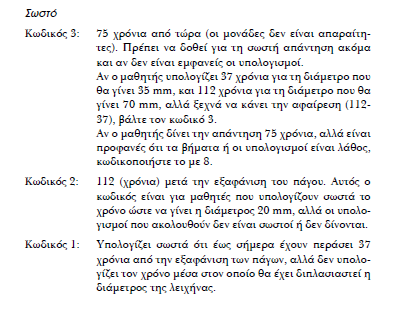 Σωστό
Κωδικός 3: 75 χρόνια από τώρα (οι μονάδες δεν είναι απαραίτη-
τες). Πρέπει να δοθεί για τη σωστή απάντηση ακόμα
και αν δεν είναι εμφανείς οι υπολογισμοί.
Αν ο μαθητής υπολογίζει 37 χρόνια για τη διάμετρο που
θα γίνει 35 mm, και 112 χρόνια για τη διάμετρο που θα
γίνει 70 mm, αλλά ξεχνά να κάνει την αφαίρεση (112-
37), βάλτε τον κωδικό 3.
Αν ο μαθητής δίνει την απάντηση 75 χρόνια, αλλά είναι
προφανές ότι τα βήματα ή οι υπολογισμοί είναι λάθος,
κωδικοποιήστε το με 8.
Κωδικός 2: 112 (χρόνια) μετά την εξαφάνιση του πάγου. Αυτός ο
κωδικός είναι για μαθητές που υπολογίζουν σωστά το
χρόνο ώστε να γίνει η διάμετρος 20 mm, αλλά οι υπολο-
γισμοί που ακολουθούν δεν είναι σωστοί ή δεν δίνονται.
Κωδικός 1: Υπολογίζει σωστά ότι έως σήμερα έχουν περάσει 37
χρόνια από την εξαφάνιση των πάγων, αλλά δεν υπολο-
γίζει τον χρόνο μέσα στον οποίο θα έχει διπλασιαστεί η
διάμετρος της λειχήνας.